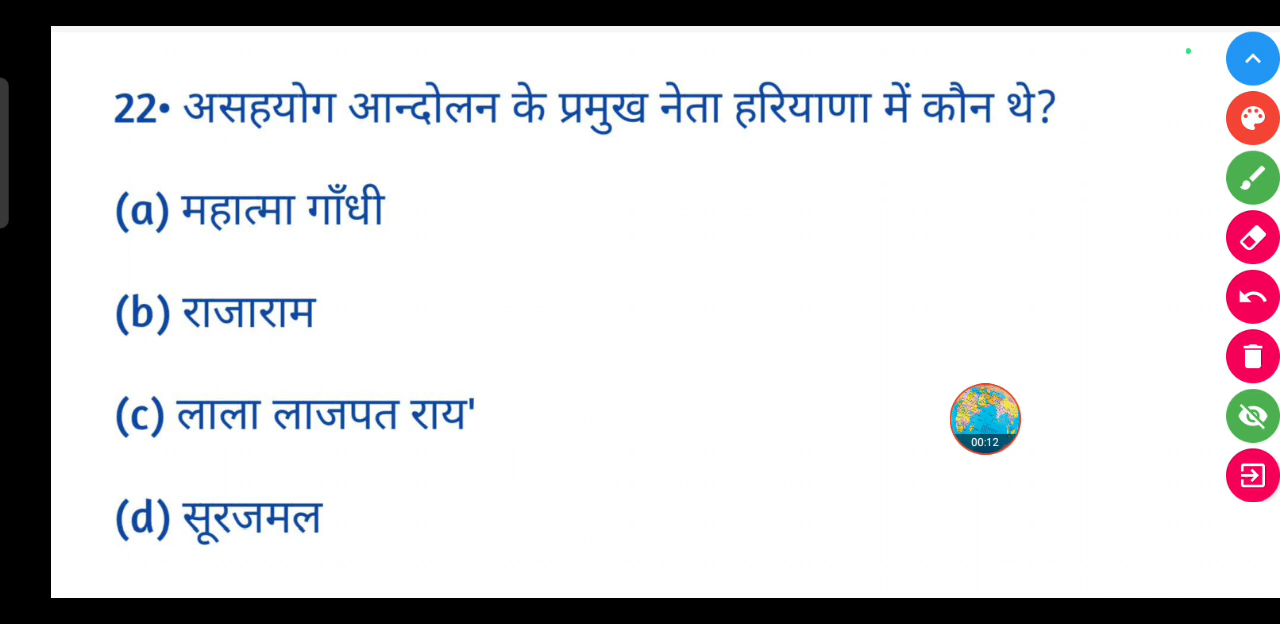 22• असहयोग आन्दोलन के प्रमुख नेता हरियाणा में कौन थे?
(a) महात्मा गाँधी
(b) राजाराम
(c) लाला लाजपत राय'
00:12
(d) सूरजमल